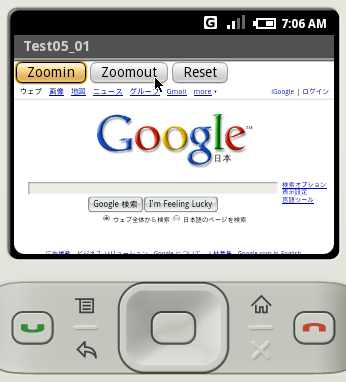 G 7:06 AM
Test05_01
Zoomin Zoomout Reset
ウェブ 画像 地図 ニュース グループ Gmail more ▾ iGoogle | ログイン
Google™
日本
検索オプション
表示設定
言語ツール
Google 検索 I'm Feeling Lucky
ウェブ全体から検索 日本語のページを検索